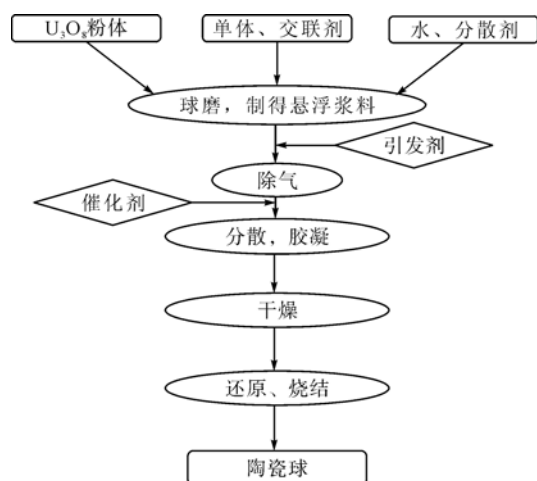 U₃O₈粉体
单体、交联剂
水、分散剂
球磨，制得悬浮浆料
引发剂
除气
催化剂
分散，胶凝
干燥
还原、烧结
陶瓷球